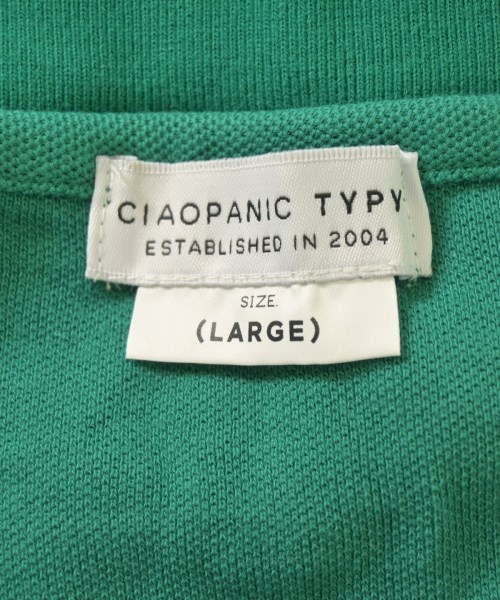 CIAOPANIC TYPY
ESTABLISHED IN 2004
SIZE.
(LARGE)